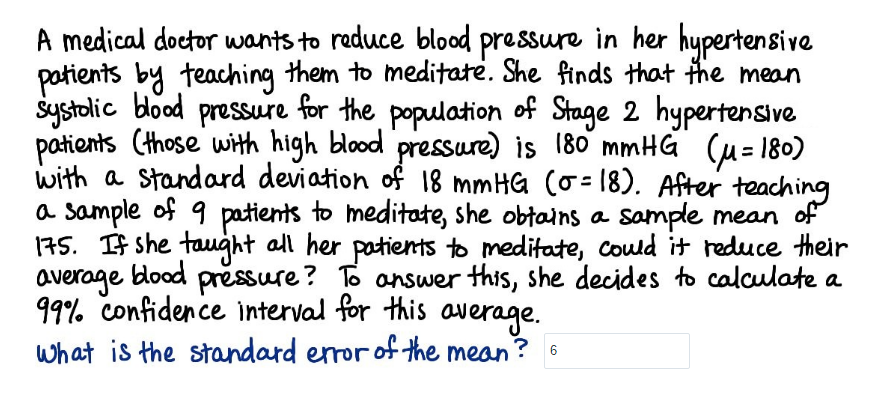 A medical doctor wants to reduce blood pressure in her hypertensive
patients by teaching them to meditate. She finds that the mean
systolic blood pressure for the population of Stage 2 hypertensive
patients (those with high blood pressure) is 180 mmHG (μ = 180)
with a standard deviation of 18 mmHG (σ = 18). After teaching
a sample of 9 patients to meditate, she obtains a sample mean of
175. If she taught all her patients to meditate, could it reduce their
average blood pressure? To answer this, she decides to calculate a
99% confidence interval for this average.
What is the standard error of the mean? 6